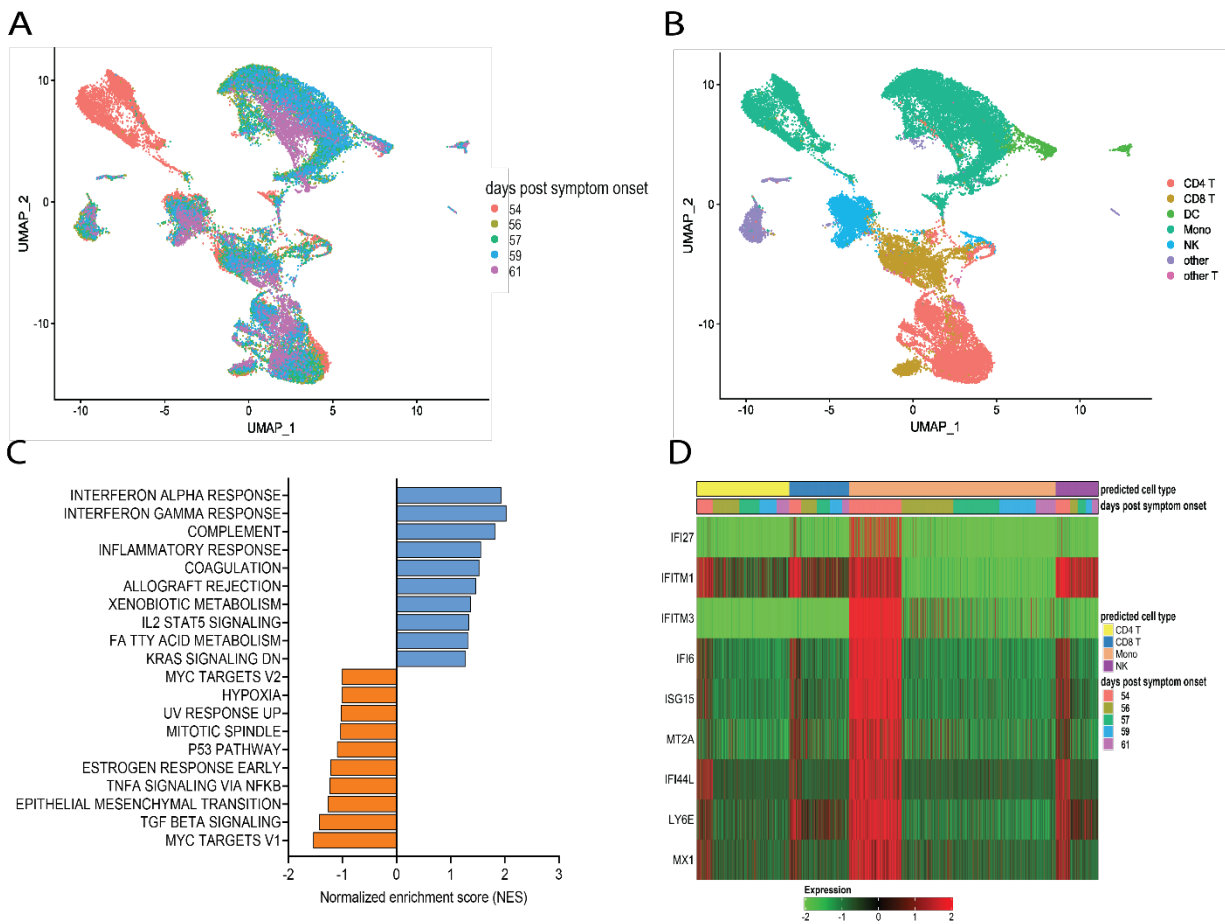 A
10
0
-10
UMAP_2
-10
-5
0
5
10
UMAP_1
days post symptom onset
54
56
57
59
61
B
10
0
-10
UMAP_2
-10
-5
0
5
10
UMAP_1
CD4 T
CD8 T
DC
Mono
NK
other
other T
C
INTERFERON ALPHA RESPONSE
INTERFERON GAMMA RESPONSE
COMPLEMENT
INFLAMMATORY RESPONSE
COAGULATION
ALLOGRAFT REJECTION
XENOBIOTIC METABOLISM
IL2 STAT5 SIGNALING
FA TTY ACID METABOLISM
KRAS SIGNALING DN
MYC TARGETS V2
HYPOXIA
UV RESPONSE UP
MITOTIC SPINDLE
P53 PATHWAY
ESTROGEN RESPONSE EARLY
TNFA SIGNALING VIA NFKB
EPITHELIAL MESENCHYMAL TRANSITION
TGF BETA SIGNALING
MYC TARGETS V1
-2
-1
0
1
2
3
Normalized enrichment score (NES)
D
predicted cell type
days post symptom onset
IFI27
IFITM1
IFITM3
IFI6
ISG15
MT2A
IFI44L
LY6E
MX1
predicted cell type
CD4 T
CD8 T
Mono
NK
days post symptom onset
54
56
57
59
61
Expression
-2
-1
0
1
2